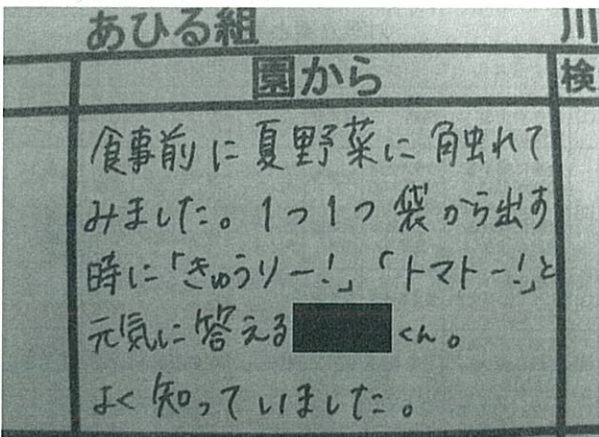 あひる組
川
園から
検
食事前に夏野菜に触れて
みました。1つ1つ袋から出す
時に「きゅうりー!」「トマトー!」と
元気に答える くん。
よく知っていました。